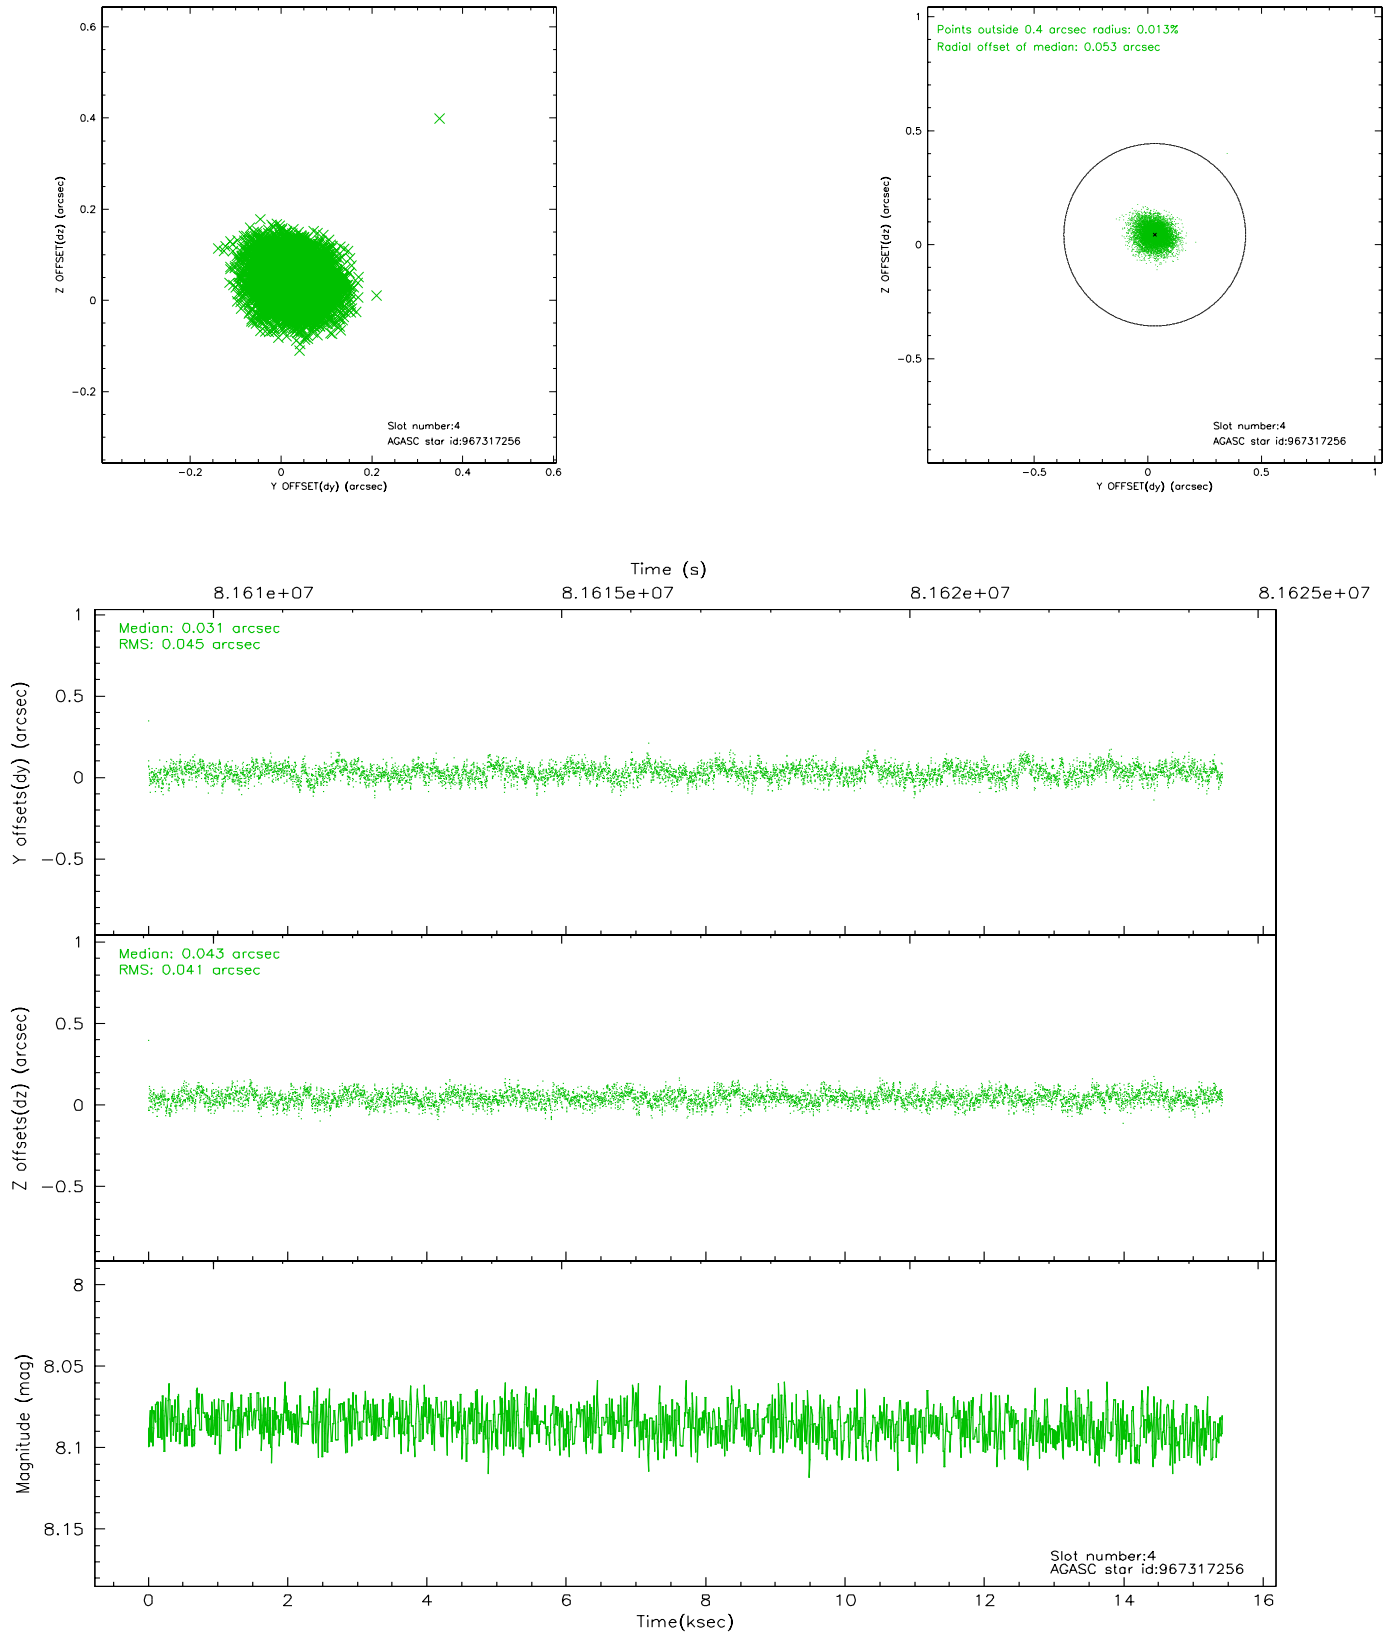 0.6
0.4
0.2
0
−0.2
Z OFFSET(dz) (arcsec)
Slot number:4
AGASC star id:967317256
−0.2 0 0.2 0.4 0.6
Y OFFSET(dy) (arcsec)
Points outside 0.4 arcsec radius: 0.013%
Radial offset of median: 0.053 arcsec
1
0.5
0
−0.5
Z OFFSET(dz) (arcsec)
Slot number:4
AGASC star id:967317256
−0.5 0 0.5 1
Y OFFSET(dy) (arcsec)
Time (s)
8.161e+07 8.1615e+07 8.162e+07 8.1625e+07
Median: 0.031 arcsec
RMS: 0.045 arcsec
1
0.5
0
−0.5
Y offsets(dy) (arcsec)
Median: 0.043 arcsec
RMS: 0.041 arcsec
1
0.5
0
−0.5
Z offsets(dz) (arcsec)
8
8.05
8.1
8.15
Magnitude (mag)
Slot number:4
AGASC star id:967317256
0 2 4 6 8 10 12 14 16
Time(ksec)